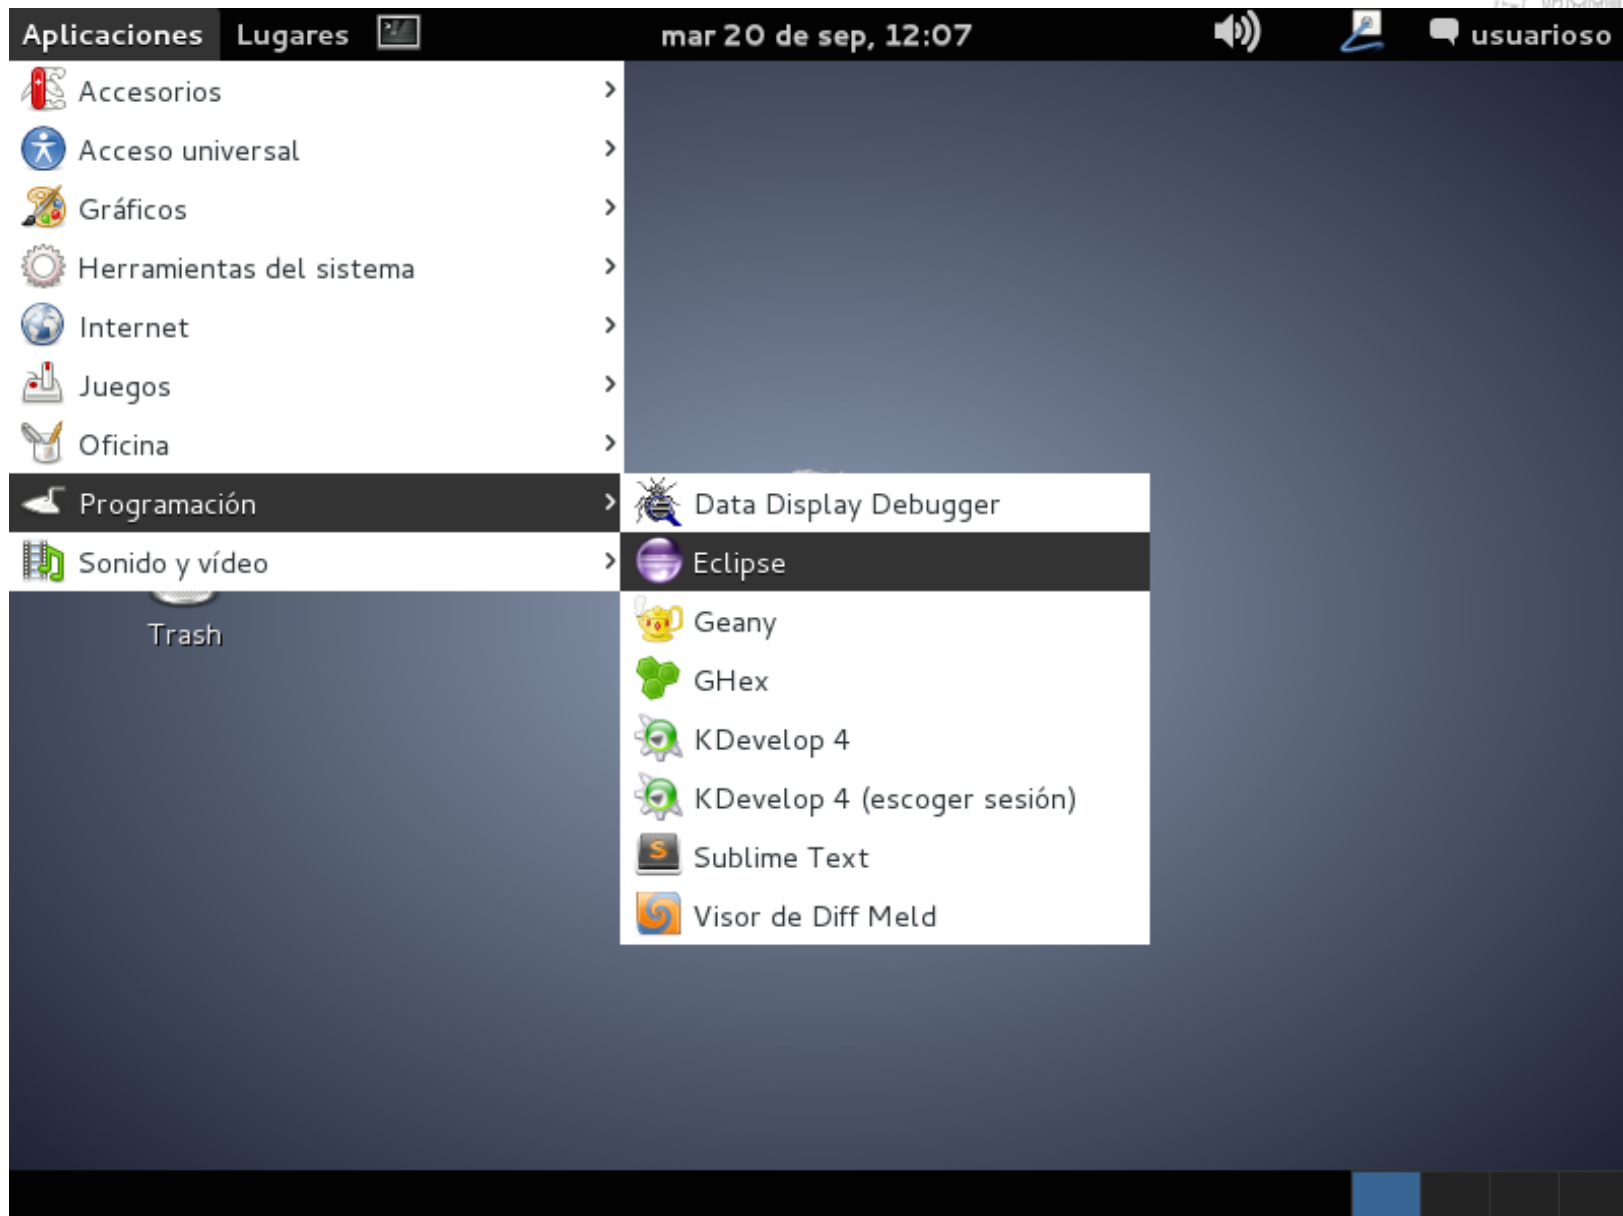 Aplicaciones Lugares mar 20 de sep, 12:07 usuarioso
Accesorios
Acceso universal
Gráficos
Herramientas del sistema
Internet
Juegos
Oficina
Programación
Sonido y vídeo
Data Display Debugger
Eclipse
Geany
GHex
KDevelop 4
KDevelop 4 (escoger sesión)
Sublime Text
Visor de Diff Meld
Trash